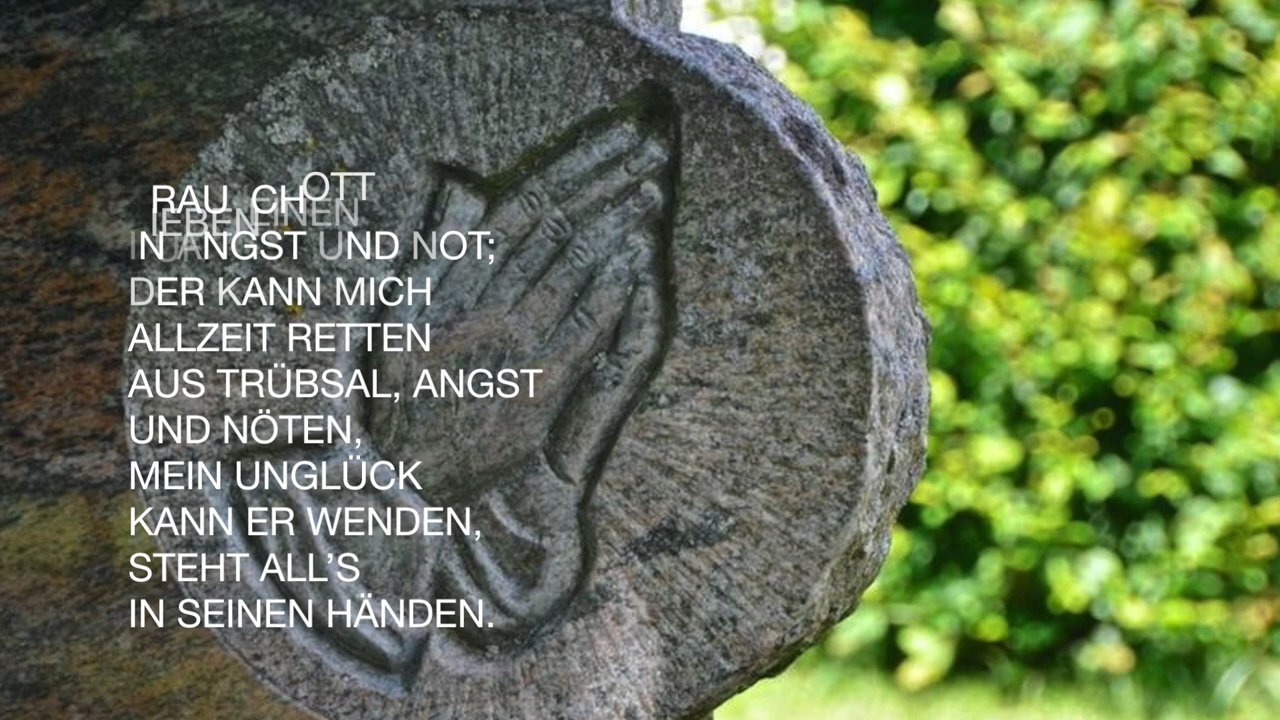 IN ANGST UND NOT;
DER KANN MICH
ALLZEIT RETTEN
AUS TRÜBSAL, ANGST
UND NÖTEN,
MEIN UNGLÜCK
KANN ER WENDEN,
STEHT ALL’S
IN SEINEN HÄNDEN.